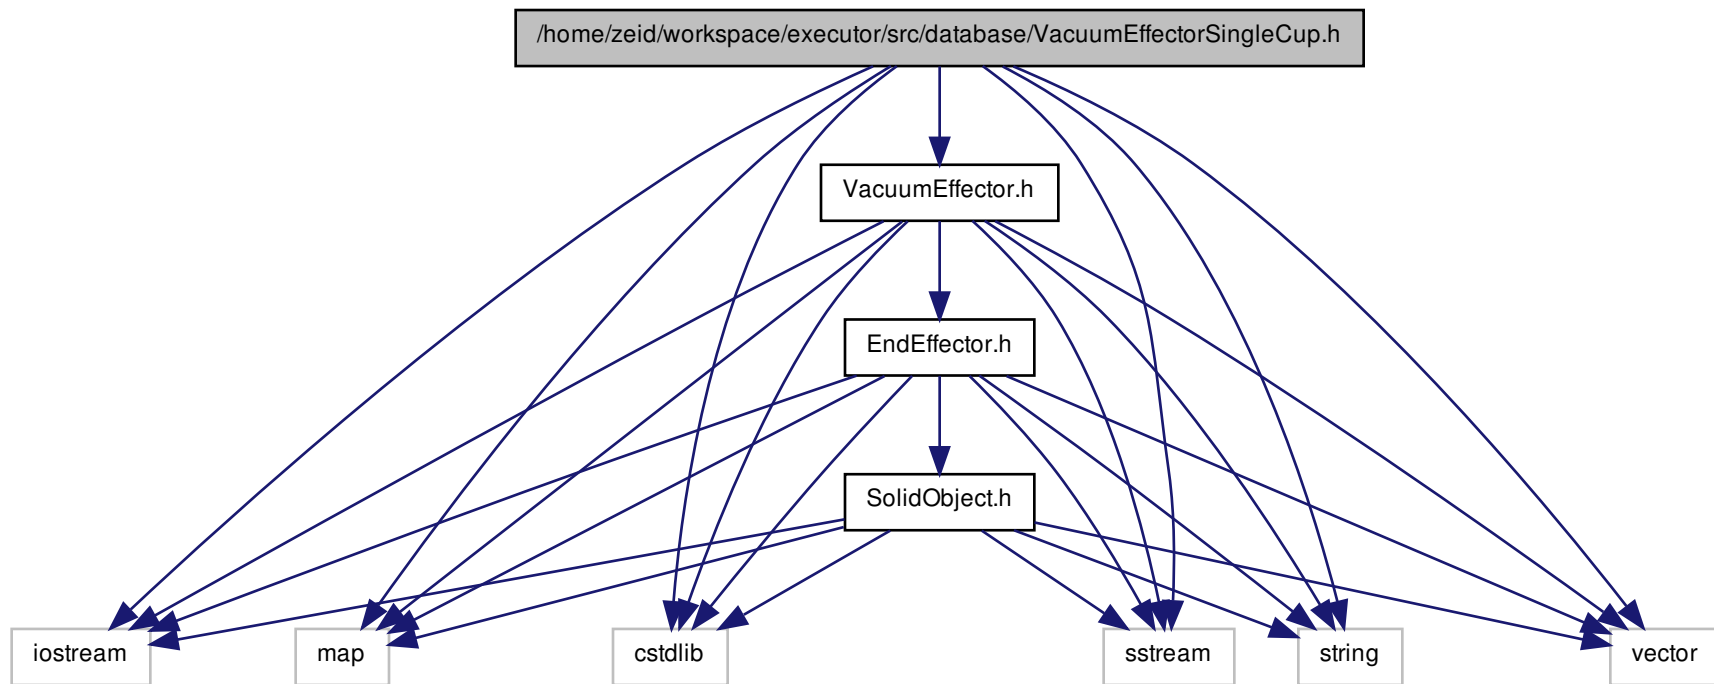 /home/zeid/workspace/executor/src/database/VacuumEffectorSingleCup.h
VacuumEffector.h
EndEffector.h
SolidObject.h
iostream
map
cstdlib
sstream
string
vector